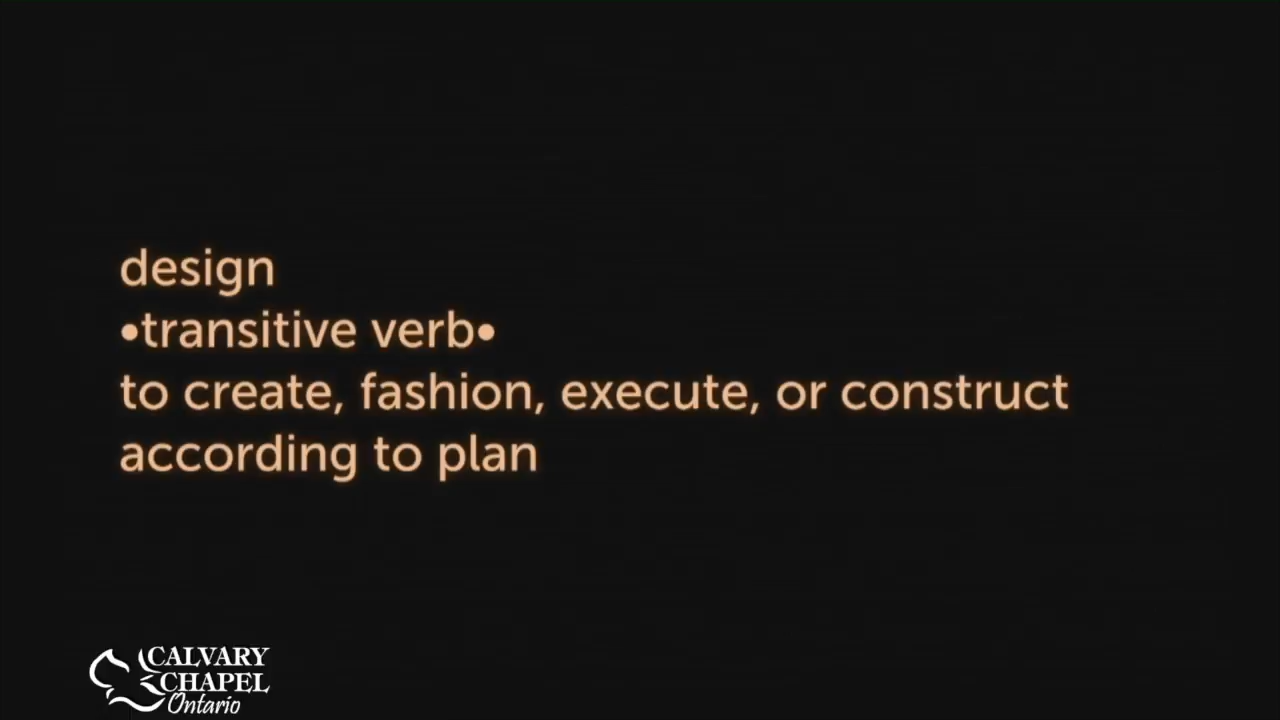 design
•transitive verb•
to create, fashion, execute, or construct
according to plan
CALVARY
CHAPEL
Ontario